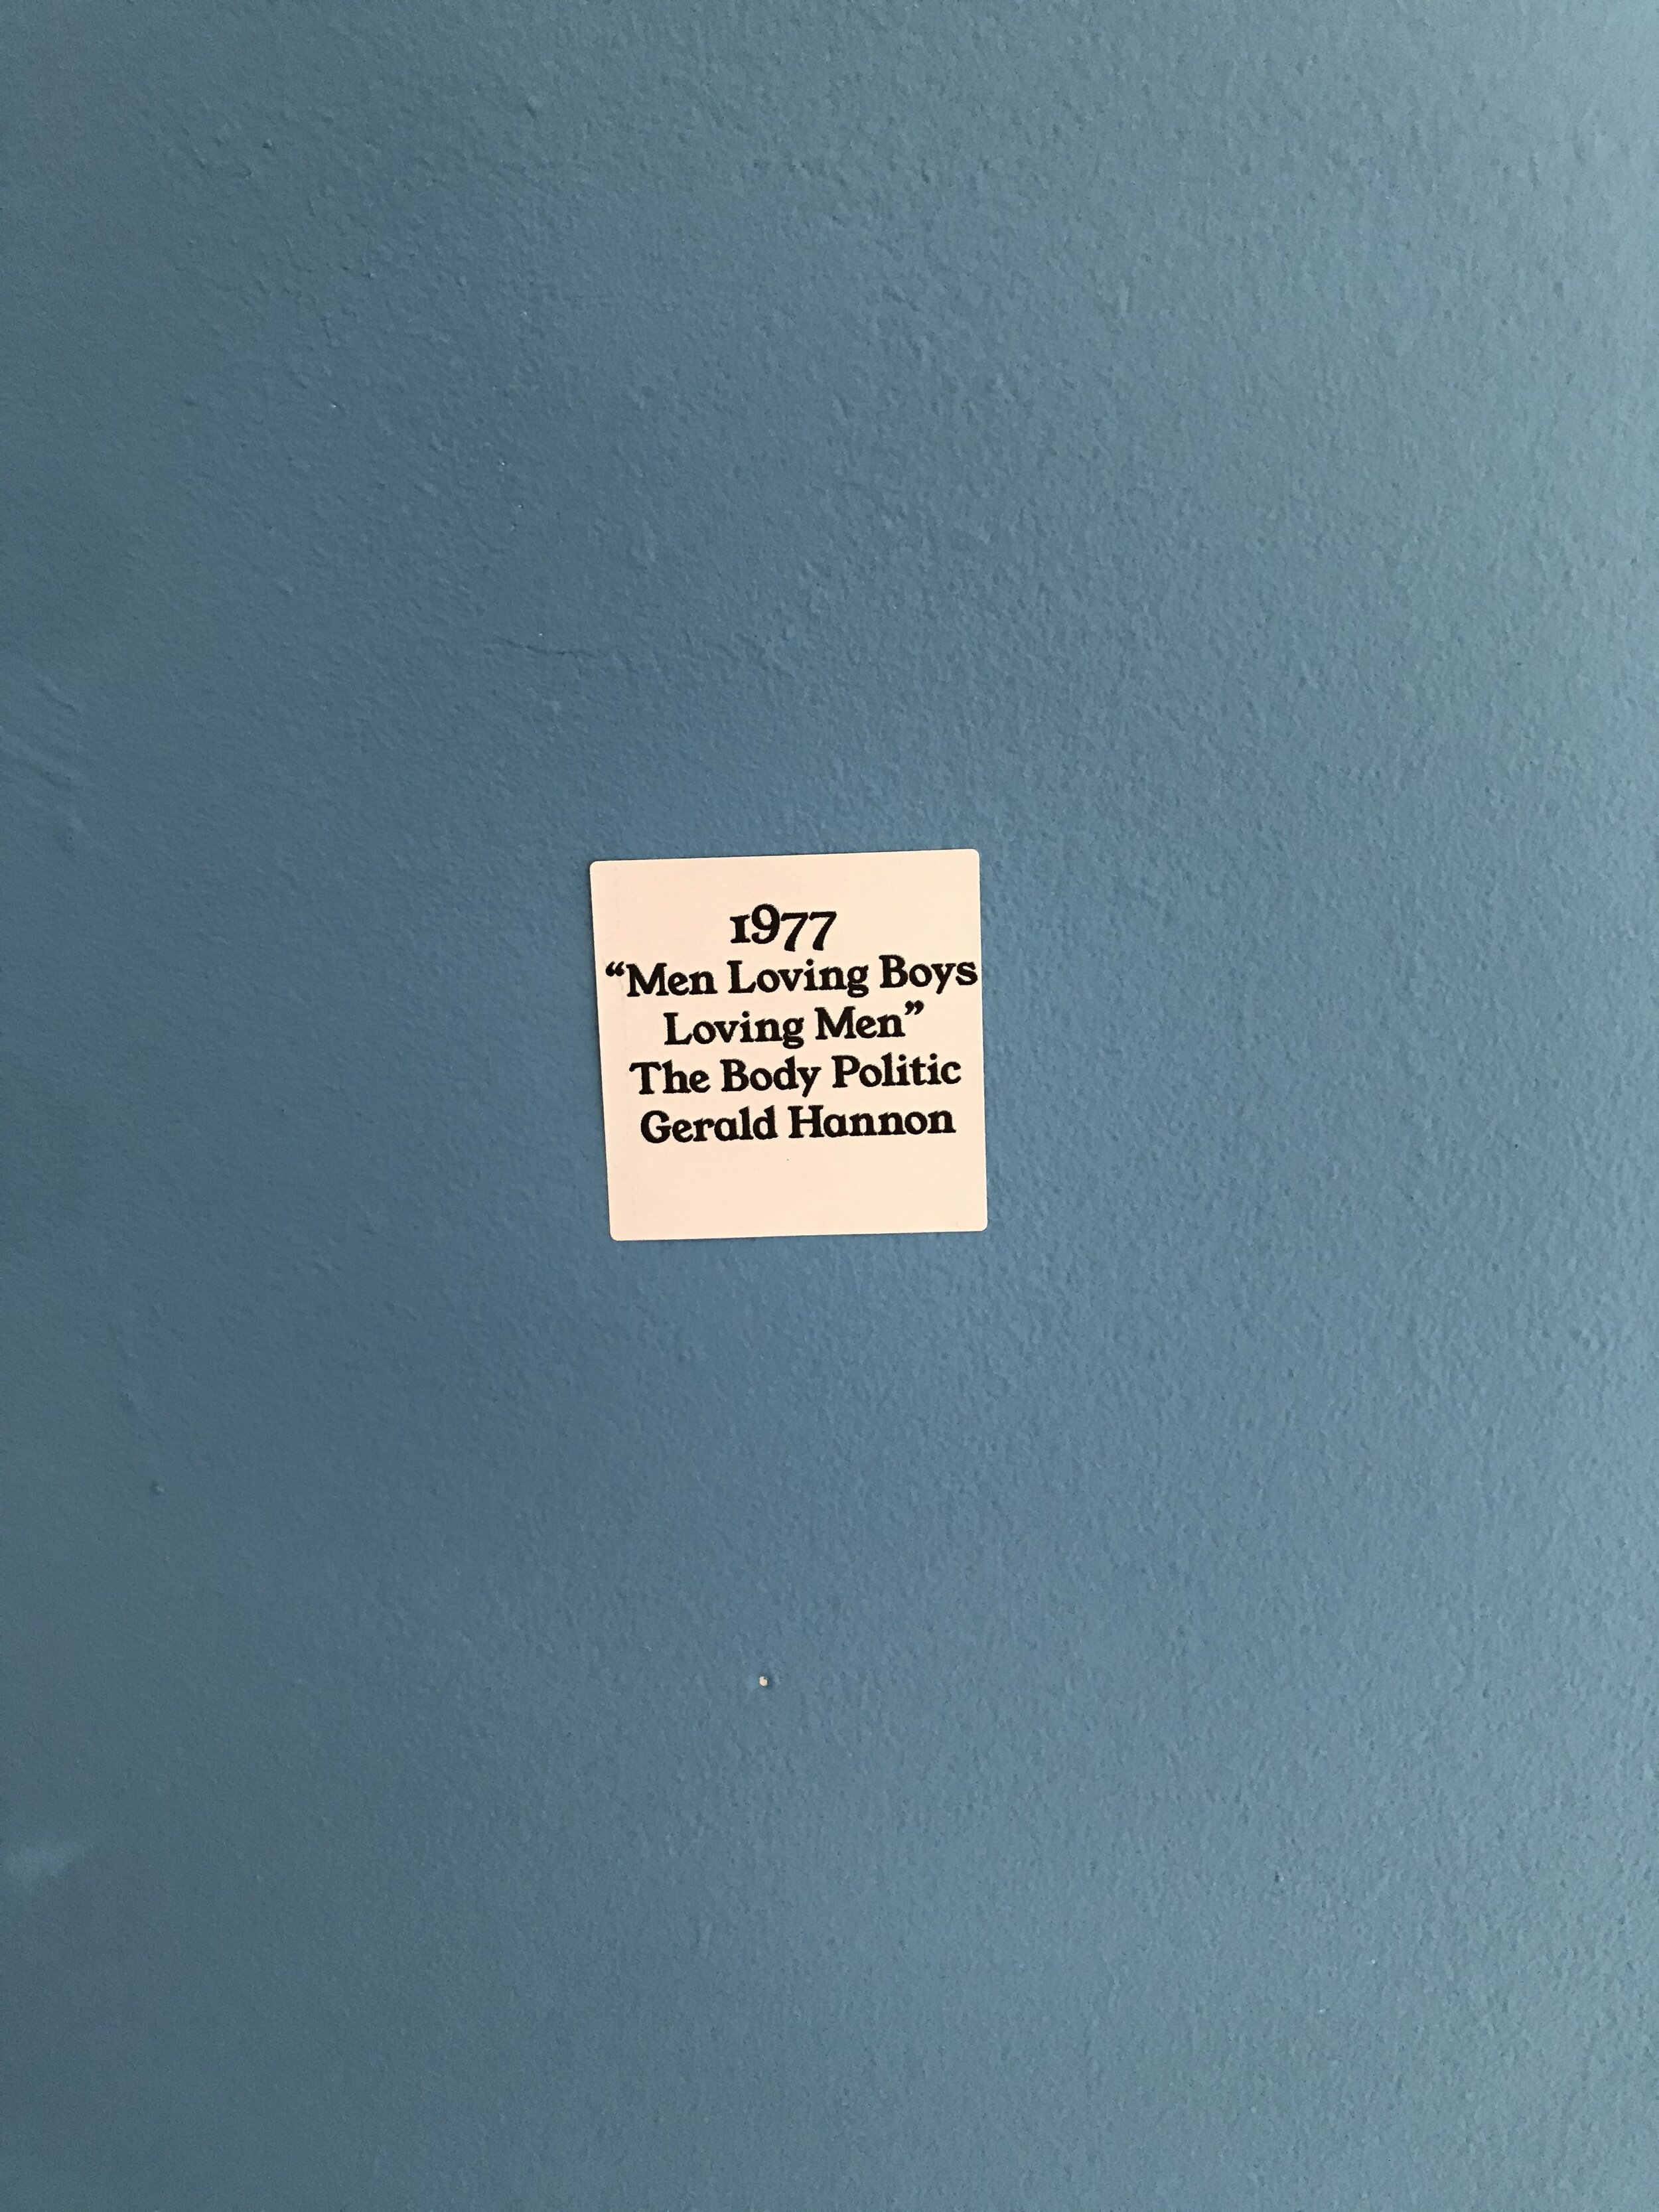 1977
“Men Loving Boys
Loving Men”
The Body Politic
Gerald Hannon